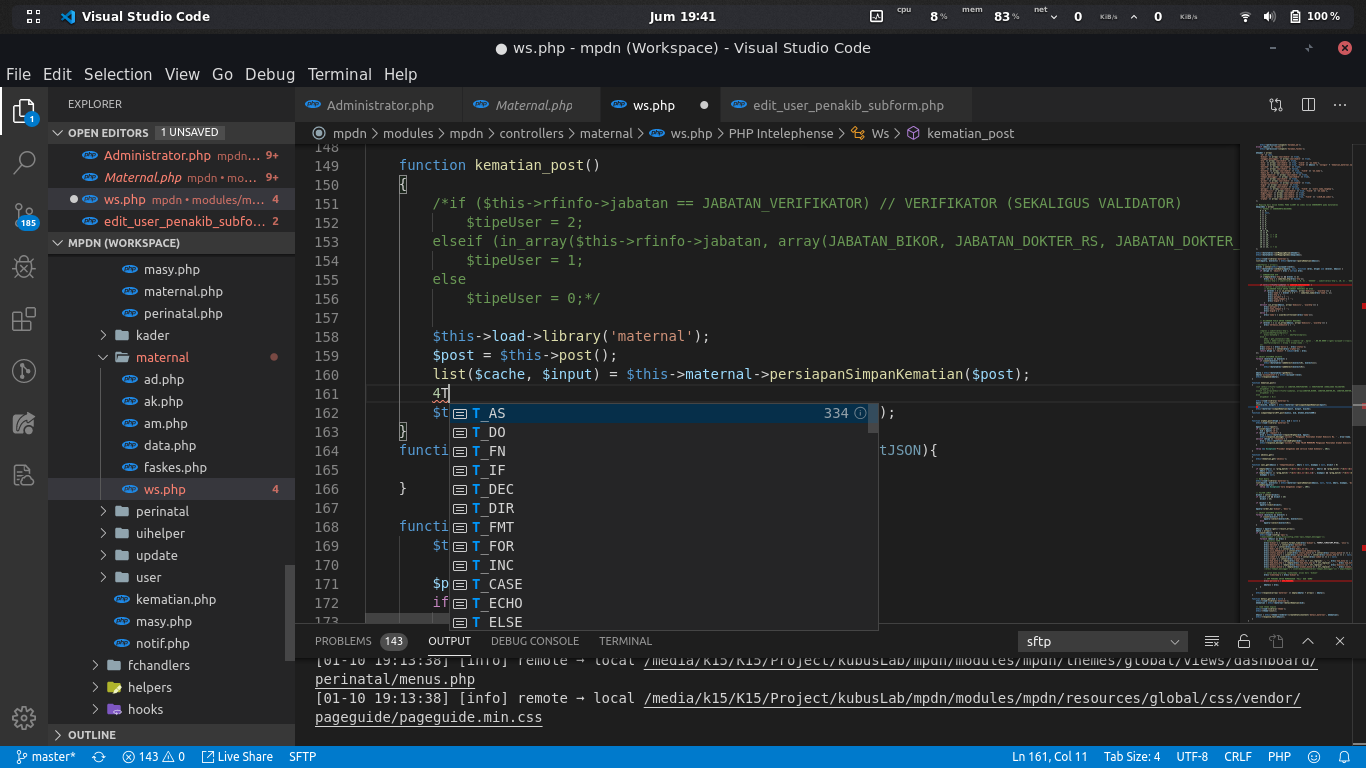 Visual Studio Code
Jum 19:41
cpu 8% mem 83% net 0 KiB/s 0 KiB/s
100 %
● ws.php - mpdn (Workspace) - Visual Studio Code
File Edit Selection View Go Debug Terminal Help
EXPLORER
Administrator.php Maternal.php ws.php edit_user_penakib_subform.php
OPEN EDITORS 1 UNSAVED
mpdn > modules > mpdn > controllers > maternal > ws.php > PHP Intelephense > Ws > kematian_post
Administrator.php mpdn... 9+
Maternal.php mpdn • mo... 9+
ws.php mpdn • modules/m... 4
edit_user_penakib_subfo... 2
MPDN (WORKSPACE)
masy.php
maternal.php
perinatal.php
kader
maternal
ad.php
ak.php
am.php
data.php
faskes.php
ws.php 4
perinatal
uihelper
update
user
kematian.php
masy.php
notif.php
fchandlers
helpers
hooks
OUTLINE
1
185
148
149 function kematian_post()
150 {
151 /*if ($this->rfinfo->jabatan == JABATAN_VERIFIKATOR) // VERIFIKATOR (SEKALIGUS VALIDATOR)
152 $tipeUser = 2;
153 elseif (in_array($this->rfinfo->jabatan, array(JABATAN_BIKOR, JABATAN_DOKTER_RS, JABATAN_DOKTER_
154 $tipeUser = 1;
155 else
156 $tipeUser = 0;*/
157
158 $this->load->library('maternal');
159 $post = $this->post();
160 list($cache, $input) = $this->maternal->persiapanSimpanKematian($post);
161 4T
162 $t );
163 }
164 functi tJSON){
165
166 }
167
168 functi
169 $t
170
171 $p
172 if
173
T_AS 334
T_DO
T_FN
T_IF
T_DEC
T_DIR
T_FMT
T_FOR
T_INC
T_CASE
T_ECHO
T_ELSE
PROBLEMS 143 OUTPUT DEBUG CONSOLE TERMINAL sftp
[01-10 19:13:38] [info] remote → local /media/k15/K15/Project/kubusLab/mpdn/modules/mpdn/themes/global/views/dashboard/
perinatal/menus.php
[01-10 19:13:38] [info] remote → local /media/k15/K15/Project/kubusLab/mpdn/modules/mpdn/resources/global/css/vendor/
pageguide/pageguide.min.css
master* 143 0 Live Share SFTP Ln 161, Col 11 Tab Size: 4 UTF-8 CRLF PHP